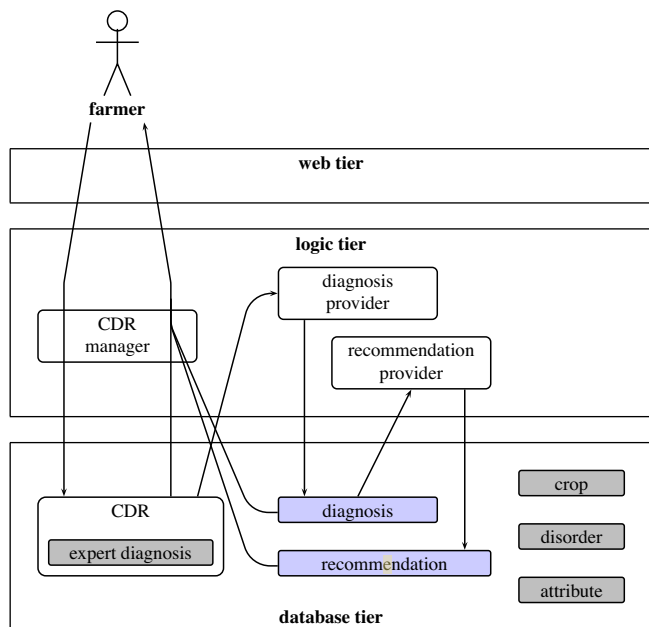 farmer
web tier
logic tier
diagnosis
provider
CDR
manager
recommendation
provider
CDR
expert diagnosis
diagnosis
recommendation
crop
disorder
attribute
database tier